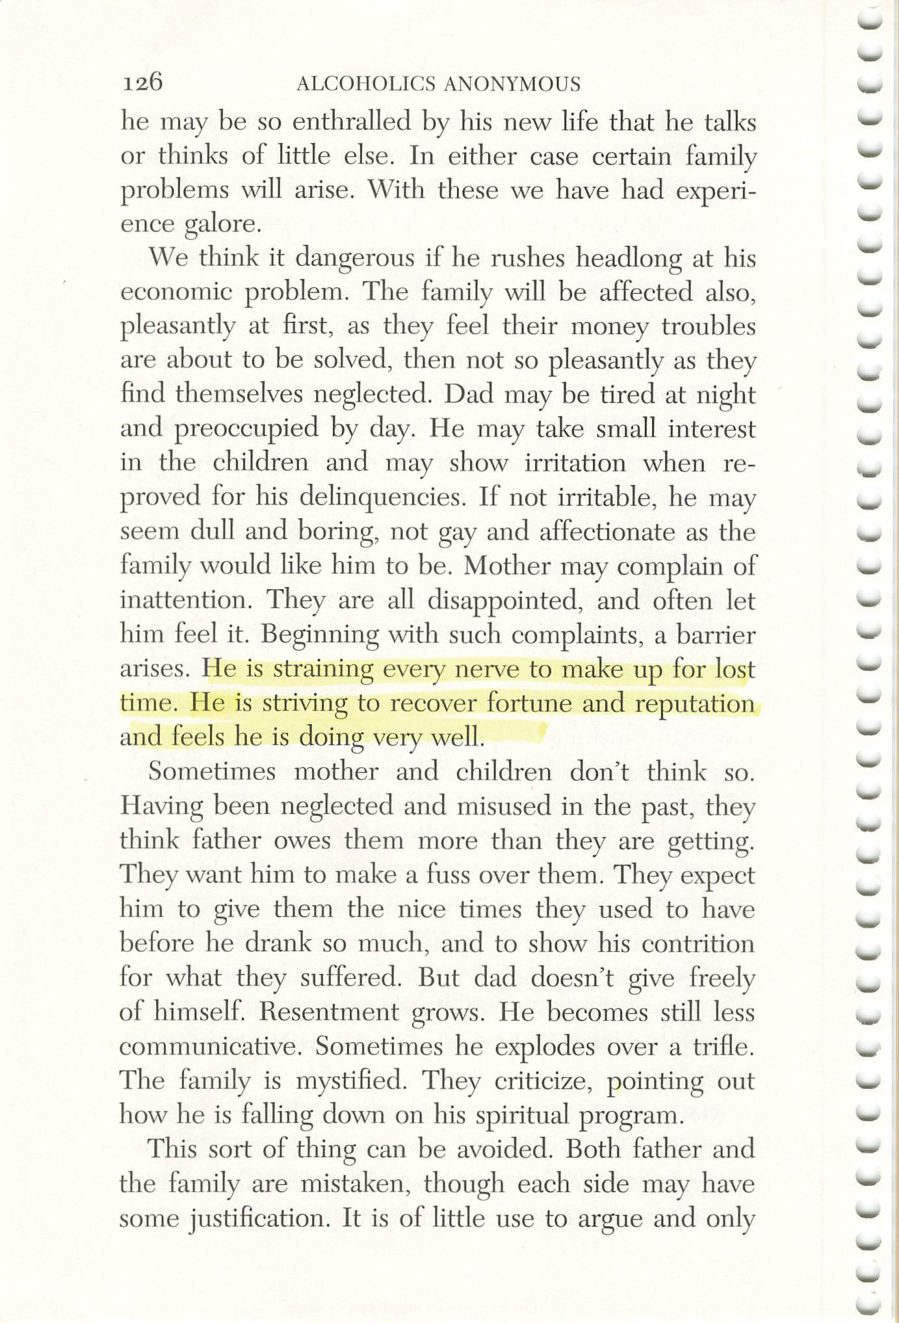 126 ALCOHOLICS ANONYMOUS
he may be so enthralled by his new life that he talks
or thinks of little else. In either case certain family
problems will arise. With these we have had experi-
ence galore.
We think it dangerous if he rushes headlong at his
economic problem. The family will be affected also,
pleasantly at first, as they feel their money troubles
are about to be solved, then not so pleasantly as they
find themselves neglected. Dad may be tired at night
and preoccupied by day. He may take small interest
in the children and may show irritation when re-
proved for his delinquencies. If not irritable, he may
seem dull and boring, not gay and affectionate as the
family would like him to be. Mother may complain of
inattention. They are all disappointed, and often let
him feel it. Beginning with such complaints, a barrier
arises. He is straining every nerve to make up for lost
time. He is striving to recover fortune and reputation
and feels he is doing very well.
Sometimes mother and children don't think so.
Having been neglected and misused in the past, they
think father owes them more than they are getting.
They want him to make a fuss over them. They expect
him to give them the nice times they used to have
before he drank so much, and to show his contrition
for what they suffered. But dad doesn't give freely
of himself. Resentment grows. He becomes still less
communicative. Sometimes he explodes over a trifle.
The family is mystified. They criticize, pointing out
how he is falling down on his spiritual program.
This sort of thing can be avoided. Both father and
the family are mistaken, though each side may have
some justification. It is of little use to argue and only